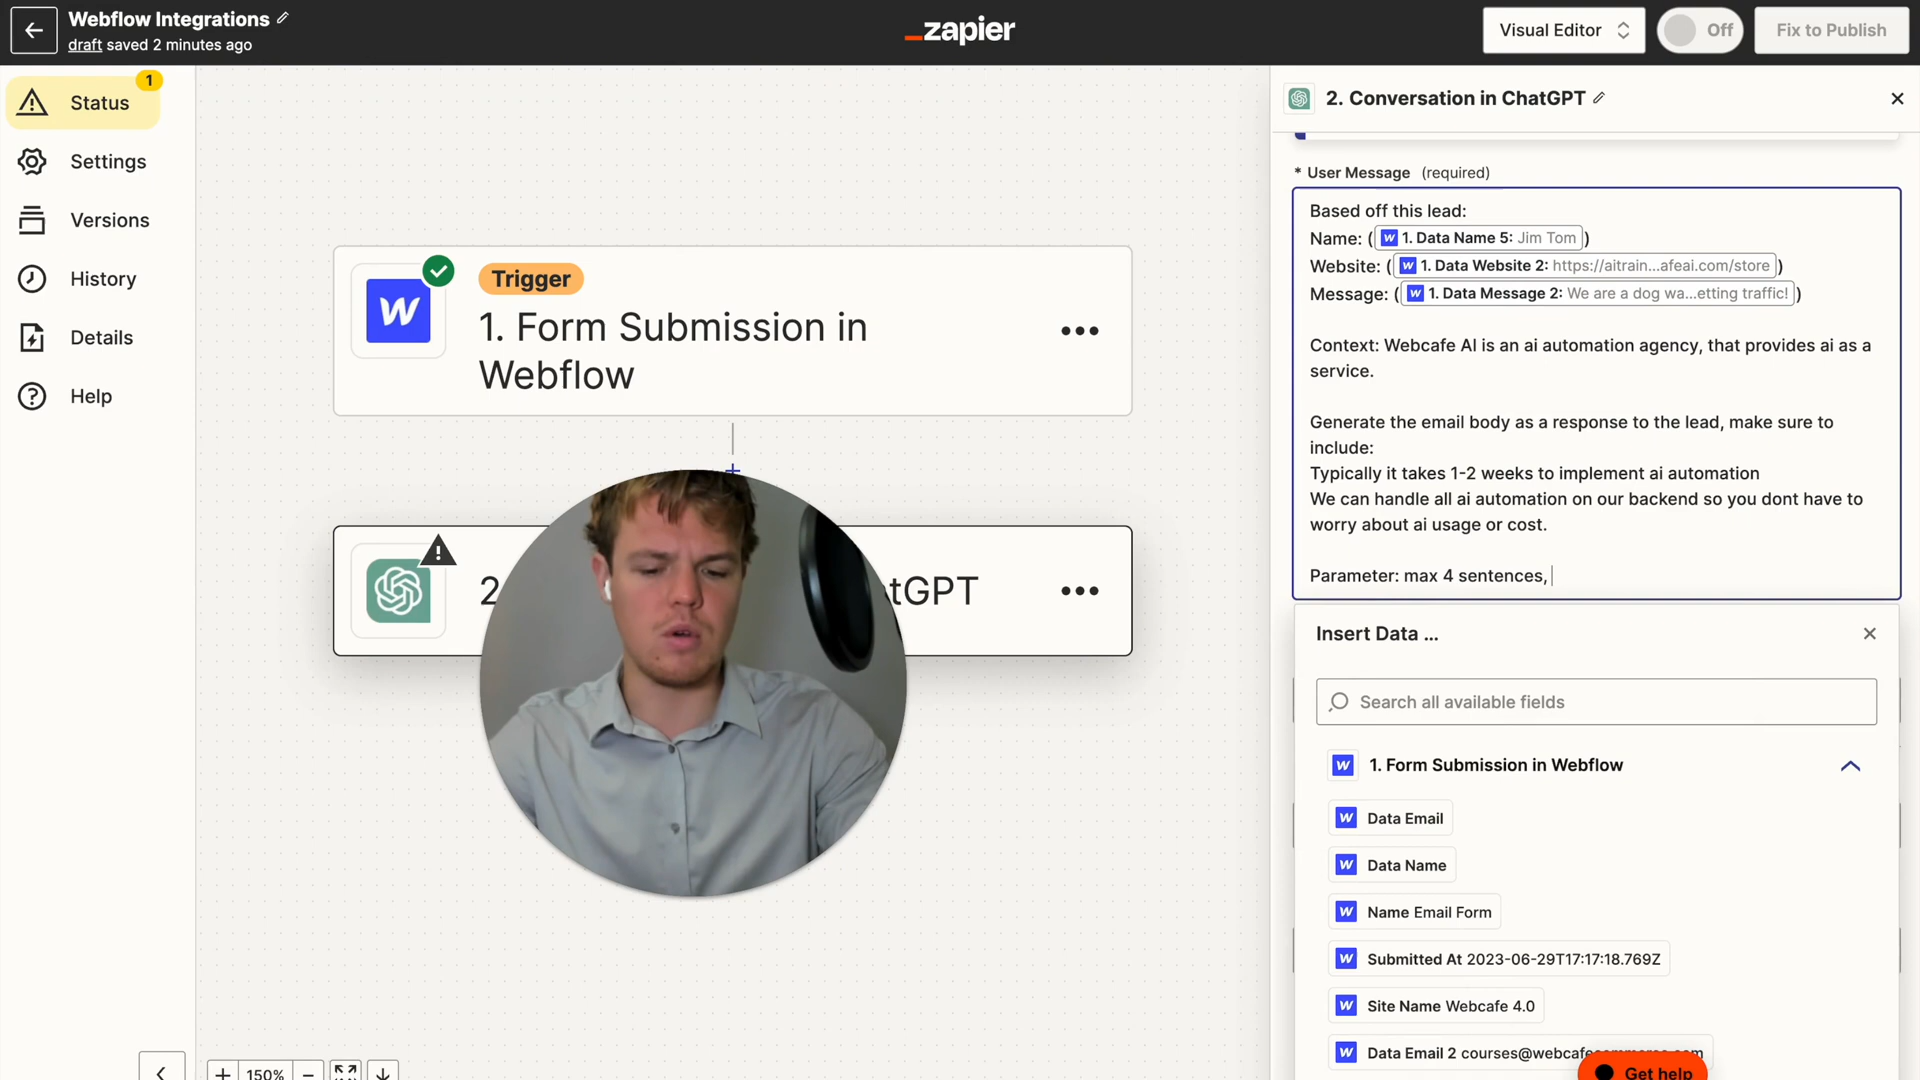 Webflow Integrations
draft saved 2 minutes ago
zapier
Visual Editor
Off
Fix to Publish
1
Status
Settings
Versions
History
Details
Help
Trigger
1. Form Submission in
Webflow
2
tGPT
150%
2. Conversation in ChatGPT
* User Message (required)
Based off this lead:
Name: ( 1. Data Name 5: Jim Tom )
Website: ( 1. Data Website 2: https://aitrain...afeai.com/store )
Message: ( 1. Data Message 2: We are a dog wa...etting traffic! )
Context: Webcafe AI is an ai automation agency, that provides ai as a
service.
Generate the email body as a response to the lead, make sure to
include:
Typically it takes 1-2 weeks to implement ai automation
We can handle all ai automation on our backend so you dont have to
worry about ai usage or cost.
Parameter: max 4 sentences,
Insert Data ...
Search all available fields
1. Form Submission in Webflow
Data Email
Data Name
Name Email Form
Submitted At 2023-06-29T17:17:18.769Z
Site Name Webcafe 4.0
Data Email 2
Get help